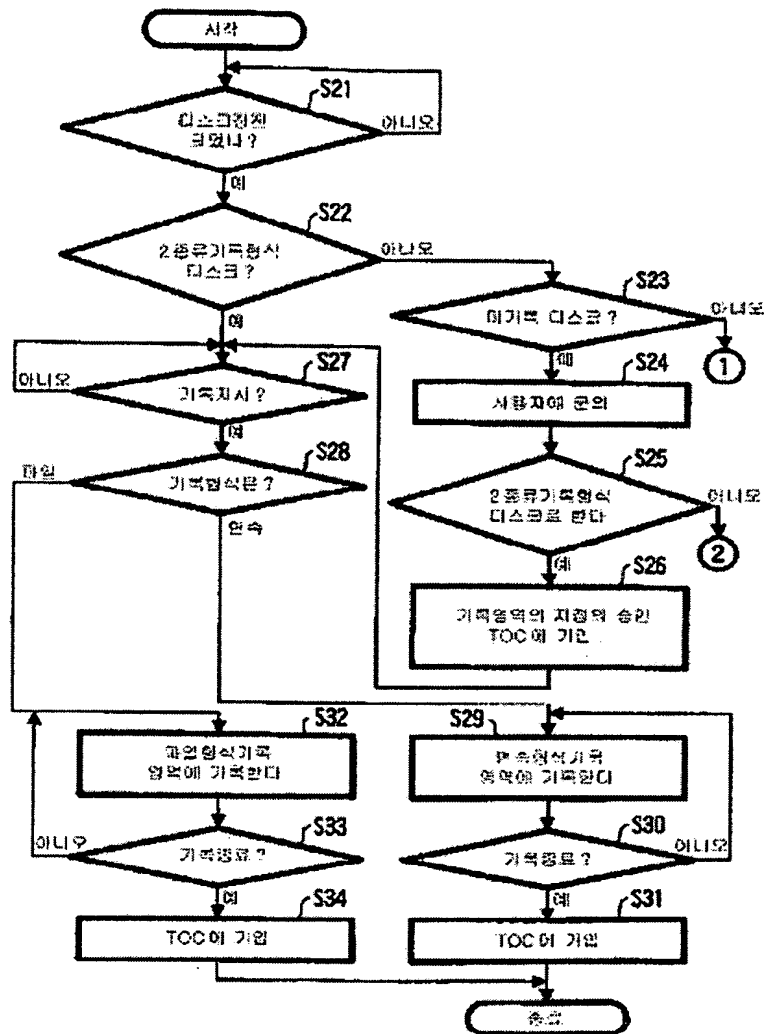 시작
S21
디스크장전
되었나?
아니오
예
S22
2종류기록형식
디스크?
아니오
예
S23
미기록 디스크?
아니오
1
예
S27
기록지시?
아니오
예
S24
사용자에 문의
S28
기록형식은?
파일
연속
S25
2종류기록형식
디스크로 한다
아니오
2
예
S26
기록영역의 지정의 승인
TOC에 기입
S32
파일형식기록
영역에 기록한다
S29
연속형식기록
영역에 기록한다
S33
기록종료?
아니오
예
S30
기록종료?
아니오
예
S34
TOC에 기입
S31
TOC에 기입
종료